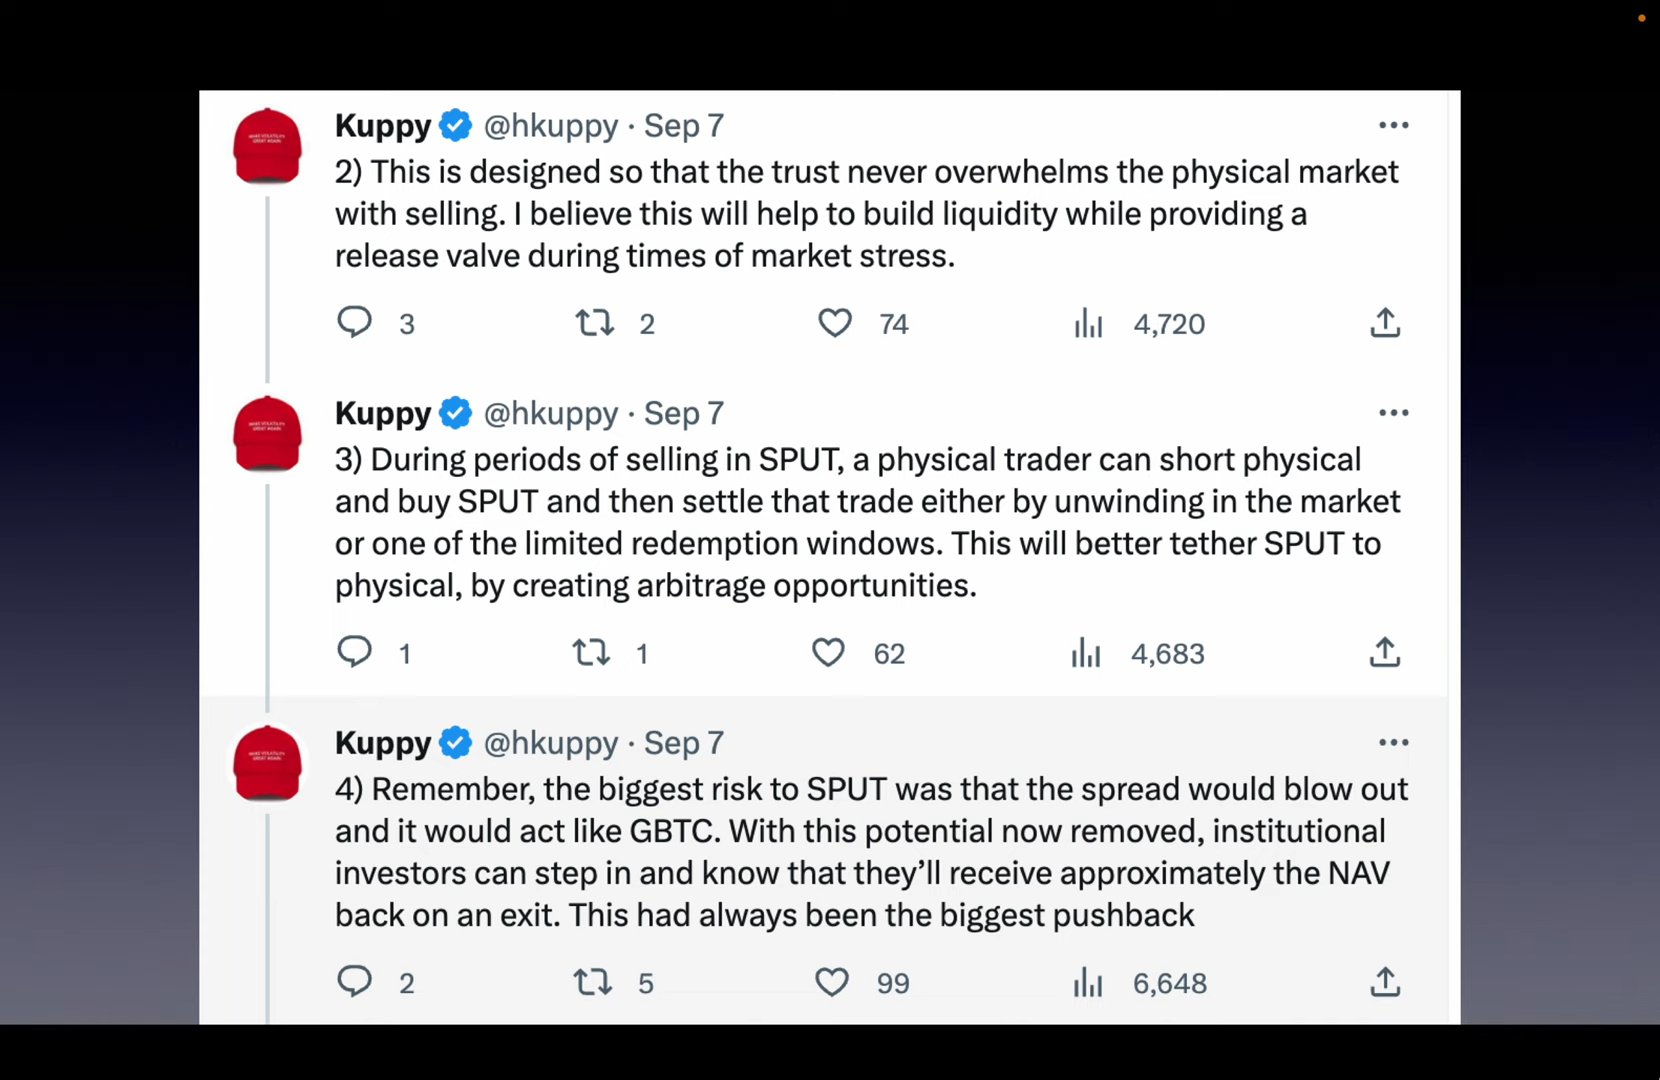 Kuppy @hkuppy · Sep 7
2) This is designed so that the trust never overwhelms the physical market
with selling. I believe this will help to build liquidity while providing a
release valve during times of market stress.
3 2 74 4,720
Kuppy @hkuppy · Sep 7
3) During periods of selling in SPUT, a physical trader can short physical
and buy SPUT and then settle that trade either by unwinding in the market
or one of the limited redemption windows. This will better tether SPUT to
physical, by creating arbitrage opportunities.
1 1 62 4,683
Kuppy @hkuppy · Sep 7
4) Remember, the biggest risk to SPUT was that the spread would blow out
and it would act like GBTC. With this potential now removed, institutional
investors can step in and know that they’ll receive approximately the NAV
back on an exit. This had always been the biggest pushback
2 5 99 6,648